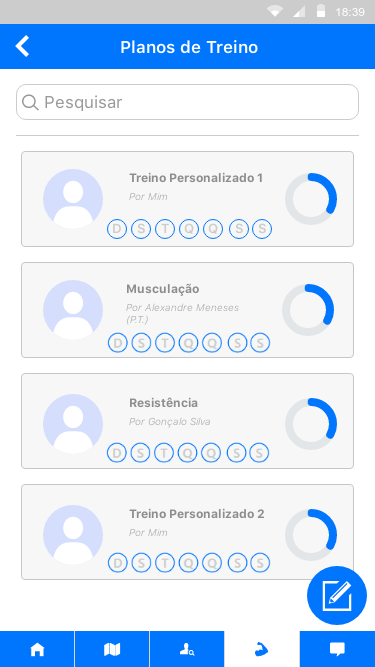 18:39
Planos de Treino
Pesquisar
Treino Personalizado 1
Por Mim
D S T Q Q S S
Musculação
Por Alexandre Meneses
(P.T.)
D S T Q Q S S
Resistência
Por Gonçalo Silva
D S T Q Q S S
Treino Personalizado 2
Por Mim
D S T Q Q S S